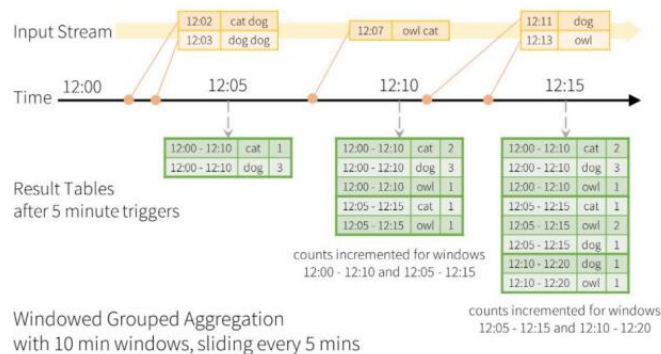 Input Stream
12:02 cat dog
12:03 dog dog
12:07 owl cat
12:11 dog
12:13 owl
Time
12:00
12:05
12:10
12:15
Result Tables
after 5 minute triggers
12:00 - 12:10 cat 1
12:00 - 12:10 dog 3
12:00 - 12:10 cat 2
12:00 - 12:10 dog 3
12:00 - 12:10 owl 1
12:05 - 12:15 cat 1
12:05 - 12:15 owl 1
counts incremented for windows
12:00 - 12:10 and 12:05 - 12:15
12:00 - 12:10 cat 2
12:00 - 12:10 dog 3
12:00 - 12:10 owl 1
12:05 - 12:15 cat 1
12:05 - 12:15 owl 2
12:05 - 12:15 dog 1
12:10 - 12:20 dog 1
12:10 - 12:20 owl 1
counts incremented for windows
12:05 - 12:15 and 12:10 - 12:20
Windowed Grouped Aggregation
with 10 min windows, sliding every 5 mins